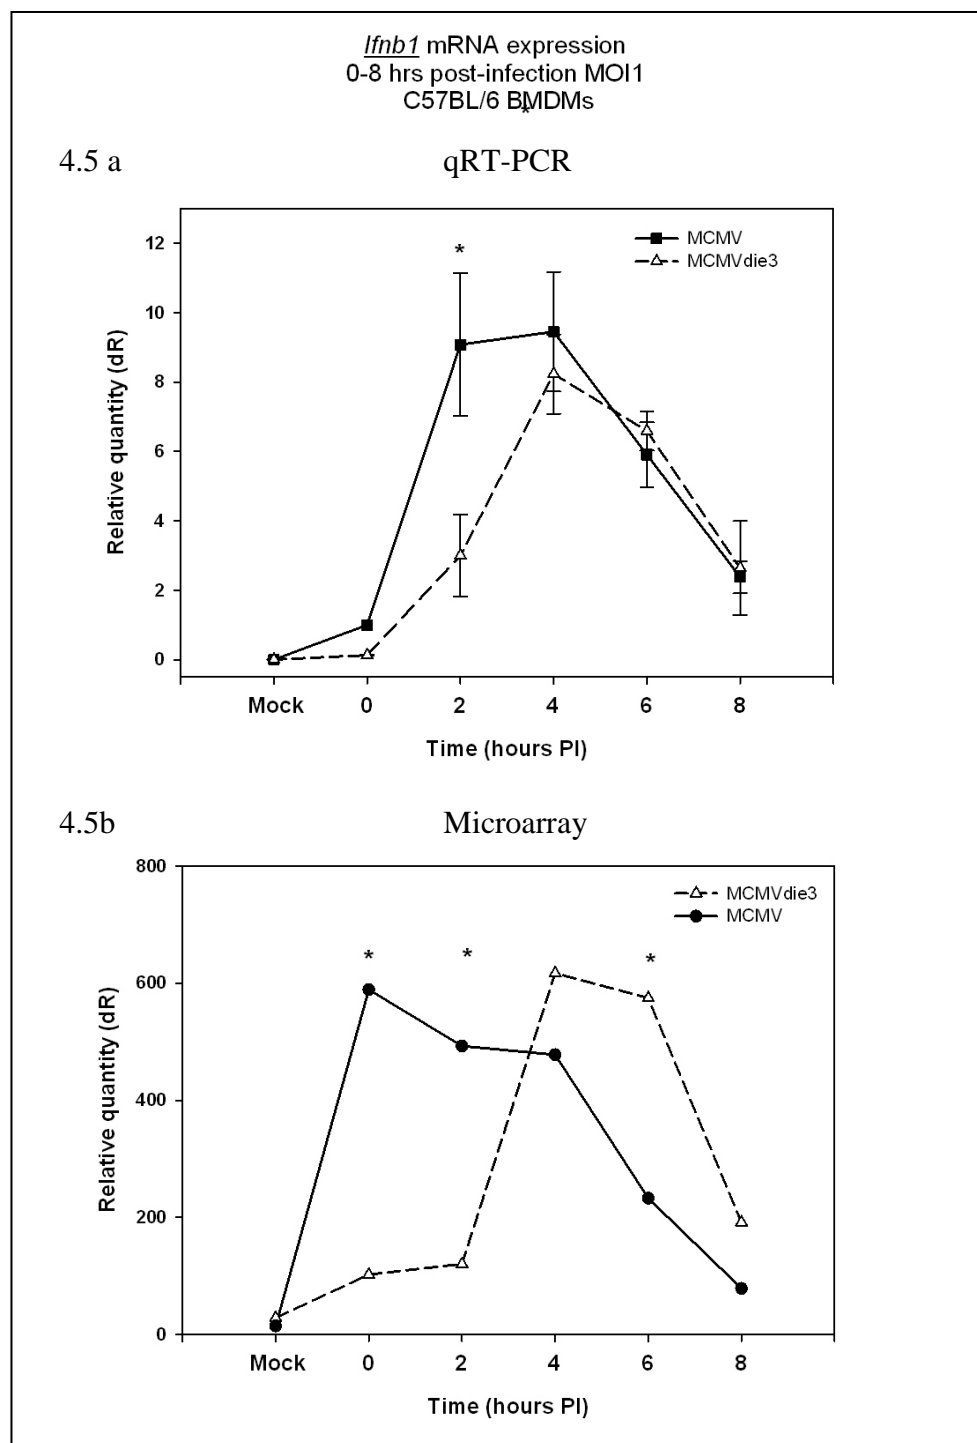 Ifnb1 mRNA expression
0-8 hrs post-infection MOI1
C57BL/6 BMDMs
*
4.5 a
qRT-PCR
*
MCMV
MCMVdie3
12
10
8
6
4
2
0
Relative quantity (dR)
Mock 0 2 4 6 8
Time (hours PI)
4.5b
Microarray
MCMVdie3
MCMV
* * *
800
600
400
200
0
Relative quantity (dR)
Mock 0 2 4 6 8
Time (hours PI)